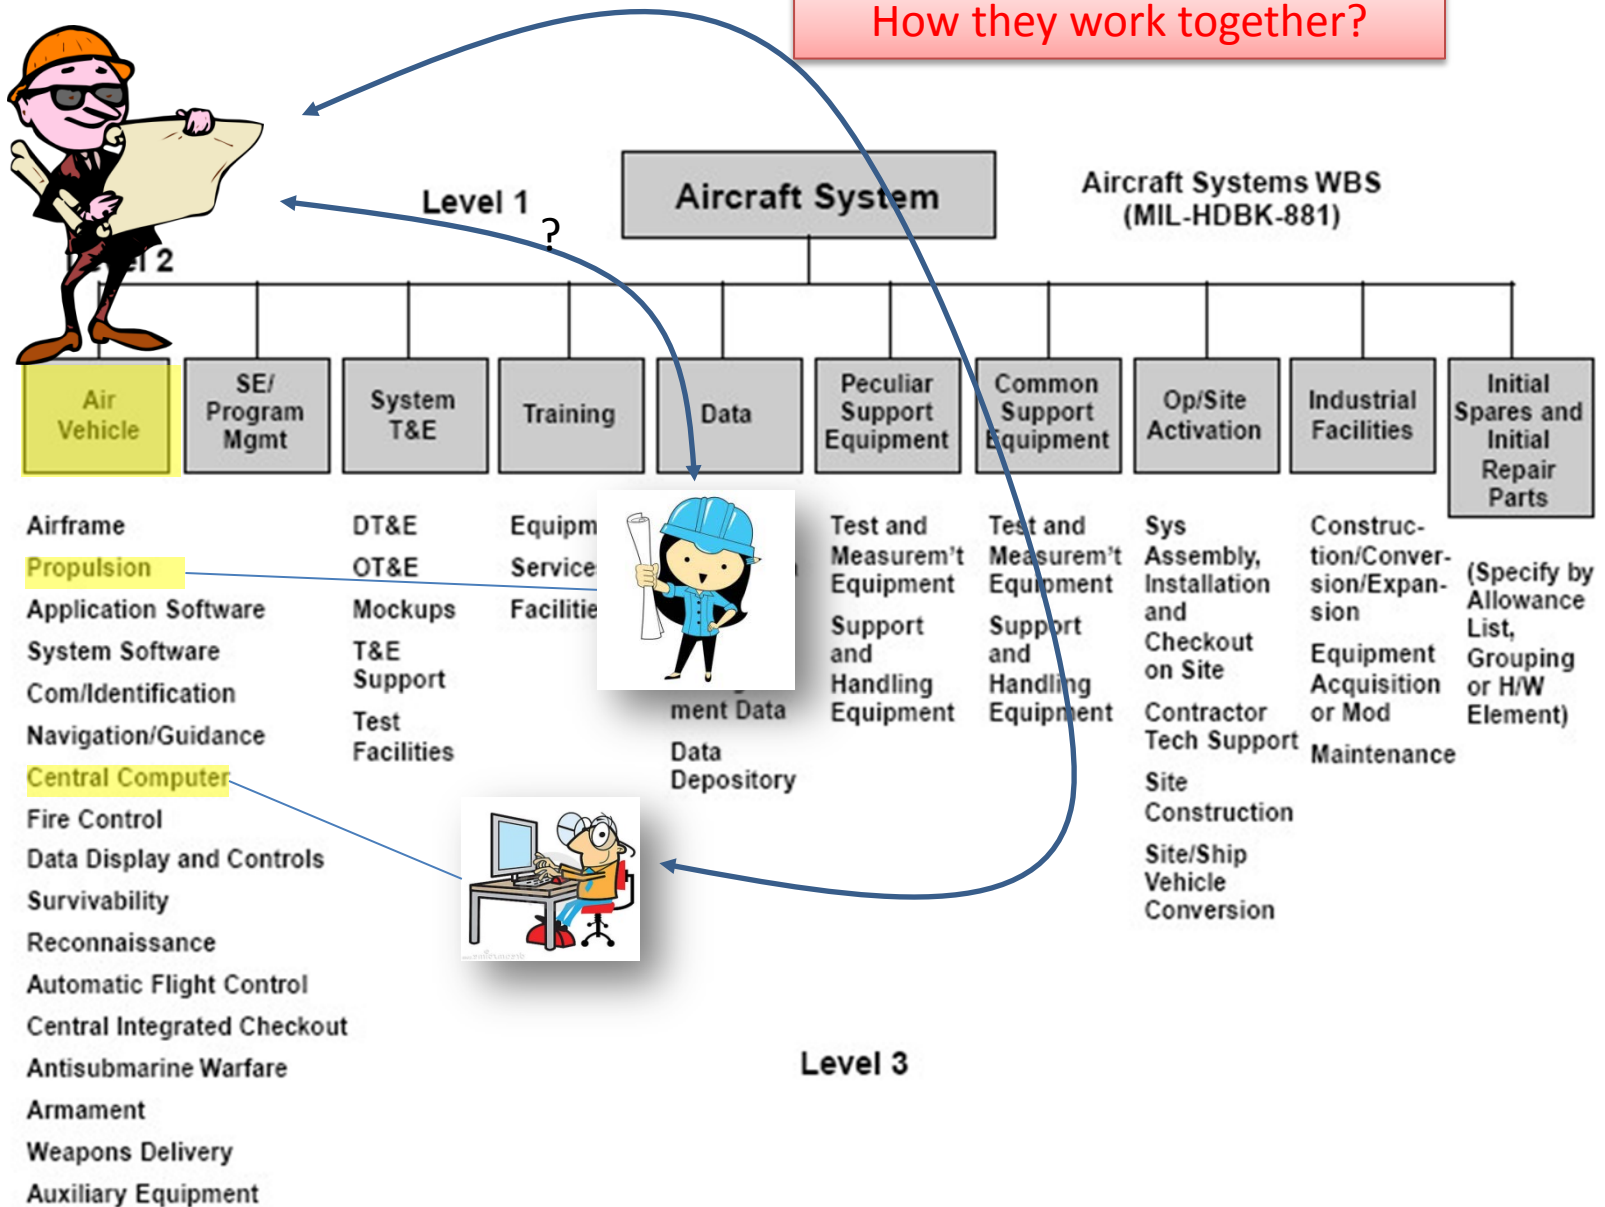 How they work together?
Level 1
Aircraft System
Aircraft Systems WBS
(MIL-HDBK-881)
?
2
Air
Vehicle
SE/
Program
Mgmt
System
T&E
Training
Data
Peculiar
Support
Equipment
Common
Support
Equipment
Op/Site
Activation
Industrial
Facilities
Initial
Spares and
Initial
Repair
Parts
Airframe
Propulsion
Application Software
System Software
Com/Identification
Navigation/Guidance
Central Computer
Fire Control
Data Display and Controls
Survivability
Reconnaissance
Automatic Flight Control
Central Integrated Checkout
Antisubmarine Warfare
Armament
Weapons Delivery
Auxiliary Equipment
DT&E
OT&E
Mockups
T&E
Support
Test
Facilities
Equipm
Service
Facilitie
ment Data
Data
Depository
Test and
Measurem't
Equipment
Support
and
Handling
Equipment
Test and
Measurem't
Equipment
Support
and
Handling
Equipment
Sys
Assembly,
Installation
and
Checkout
on Site
Contractor
Tech Support
Site
Construction
Site/Ship
Vehicle
Conversion
Construc-
tion/Conver-
sion/Expan-
sion
Equipment
Acquisition
or Mod
Maintenance
(Specify by
Allowance
List,
Grouping
or H/W
Element)
Level 3